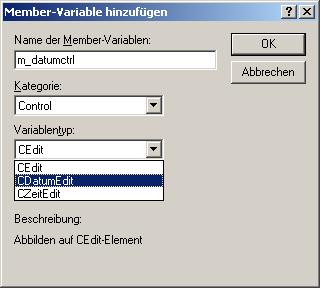 Member-Variable hinzufügen
Name der Member-Variablen:
m_datumctrl
OK
Abbrechen
Kategorie:
Control
Variablentyp:
CEdit
CEdit
CDatumEdit
CZeitEdit
Beschreibung:
Abbilden auf CEdit-Element